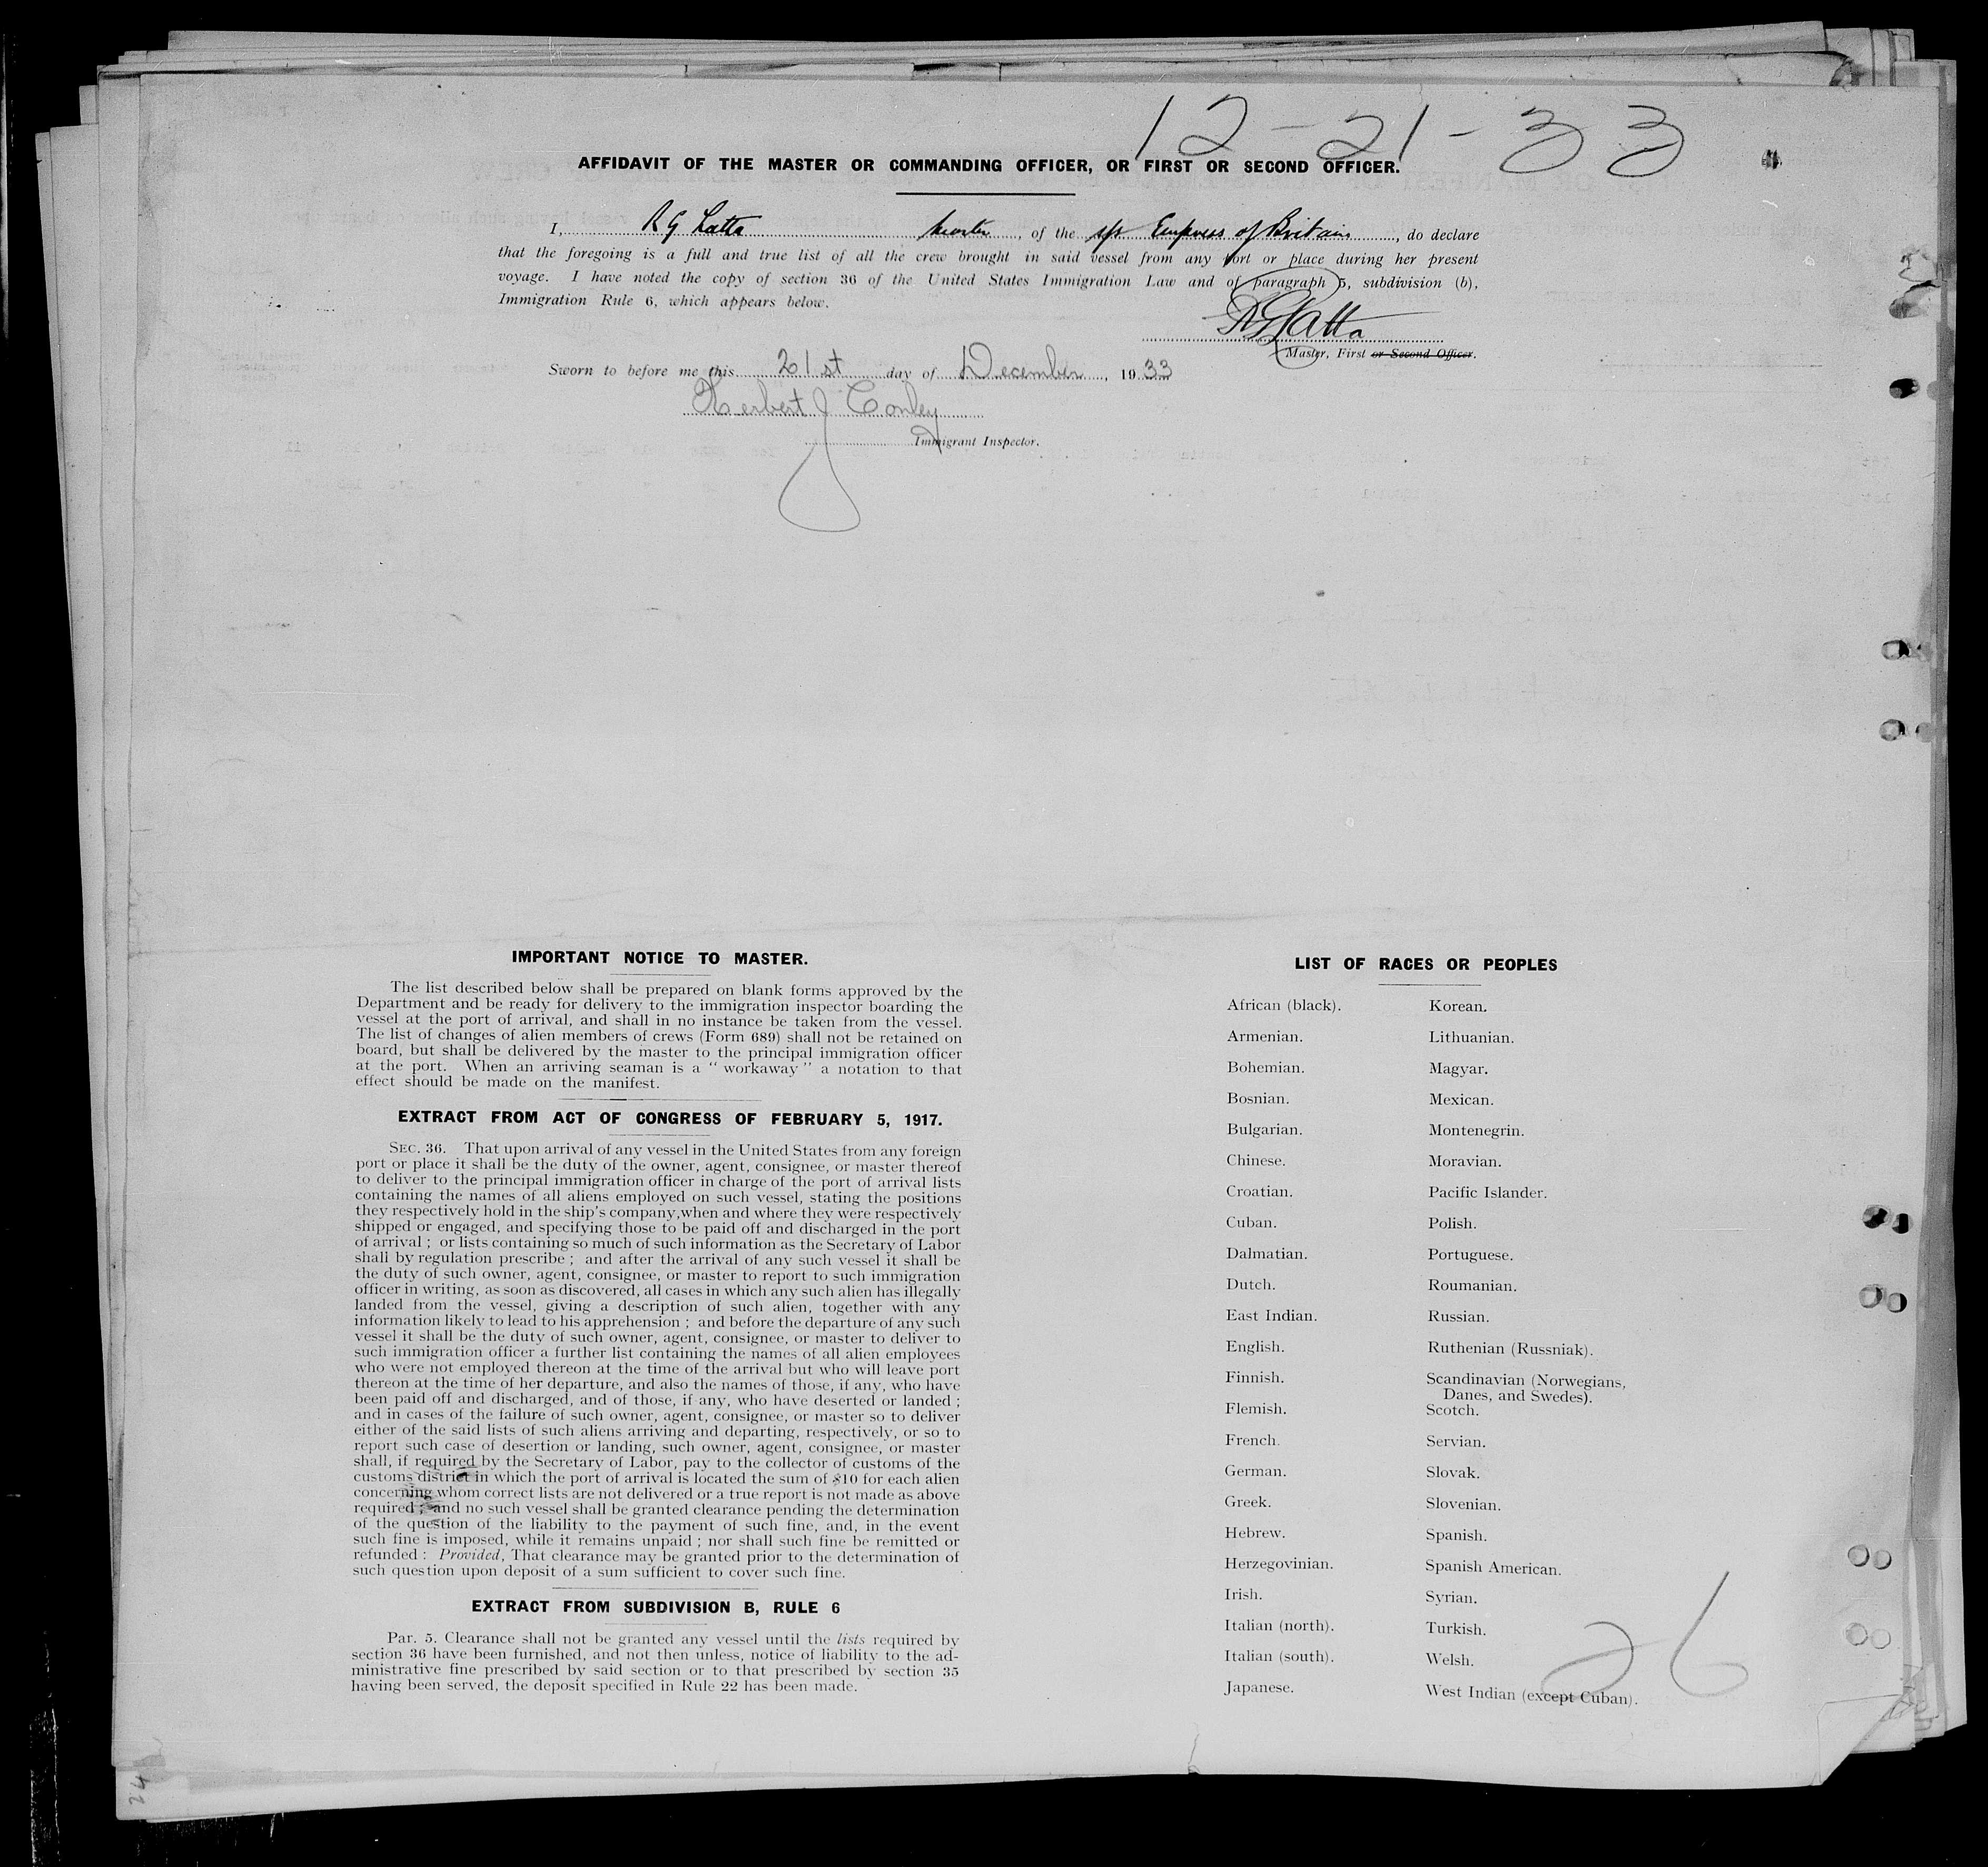 12-21-33
AFFIDAVIT OF THE MASTER OR COMMANDING OFFICER, OR FIRST OR SECOND OFFICER.
I, R G Latta master, of the s/s Empress of Britain, do declare
that the foregoing is a full and true list of all the crew brought in said vessel from any port or place during her present
voyage. I have noted the copy of section 36 of the United States Immigration Law and of paragraph 5, subdivision (b),
Immigration Rule 6, which appears below.
R G Latta
Master, First or Second Officer.
Sworn to before me this 21st day of December, 1933
Herbert J Conley
Immigrant Inspector.
IMPORTANT NOTICE TO MASTER.
The list described below shall be prepared on blank forms approved by the
Department and be ready for delivery to the immigration inspector boarding the
vessel at the port of arrival, and shall in no instance be taken from the vessel.
The list of changes of alien members of crews (Form 689) shall not be retained on
board, but shall be delivered by the master to the principal immigration officer
at the port. When an arriving seaman is a " workaway " a notation to that
effect should be made on the manifest.
EXTRACT FROM ACT OF CONGRESS OF FEBRUARY 5, 1917.
SEC. 36. That upon arrival of any vessel in the United States from any foreign
port or place it shall be the duty of the owner, agent, consignee, or master thereof
to deliver to the principal immigration officer in charge of the port of arrival lists
containing the names of all aliens employed on such vessel, stating the positions
they respectively hold in the ship's company,when and where they were respectively
shipped or engaged, and specifying those to be paid off and discharged in the port
of arrival ; or lists containing so much of such information as the Secretary of Labor
shall by regulation prescribe ; and after the arrival of any such vessel it shall be
the duty of such owner, agent, consignee, or master to report to such immigration
officer in writing, as soon as discovered, all cases in which any such alien has illegally
landed from the vessel, giving a description of such alien, together with any
information likely to lead to his apprehension ; and before the departure of any such
vessel it shall be the duty of such owner, agent, consignee, or master to deliver to
such immigration officer a further list containing the names of all alien employees
who were not employed thereon at the time of the arrival but who will leave port
thereon at the time of her departure, and also the names of those, if any, who have
been paid off and discharged, and of those, if any, who have deserted or landed ;
and in cases of the failure of such owner, agent, consignee, or master so to deliver
either of the said lists of such aliens arriving and departing, respectively, or so to
report such case of desertion or landing, such owner, agent, consignee, or master
shall, if required by the Secretary of Labor, pay to the collector of customs of the
customs district in which the port of arrival is located the sum of $10 for each alien
concerning whom correct lists are not delivered or a true report is not made as above
required ; and no such vessel shall be granted clearance pending the determination
of the question of the liability to the payment of such fine, and, in the event
such fine is imposed, while it remains unpaid ; nor shall such fine be remitted or
refunded : Provided, That clearance may be granted prior to the determination of
such question upon deposit of a sum sufficient to cover such fine.
EXTRACT FROM SUBDIVISION B, RULE 6
Par. 5. Clearance shall not be granted any vessel until the lists required by
section 36 have been furnished, and not then unless, notice of liability to the ad-
ministrative fine prescribed by said section or to that prescribed by section 35
having been served, the deposit specified in Rule 22 has been made.
LIST OF RACES OR PEOPLES
African (black).
Armenian.
Bohemian.
Bosnian.
Bulgarian.
Chinese.
Croatian.
Cuban.
Dalmatian.
Dutch.
East Indian.
English.
Finnish.
Flemish.
French.
German.
Greek.
Hebrew.
Herzegovinian.
Irish.
Italian (north).
Italian (south).
Japanese.
Korean.
Lithuanian.
Magyar.
Mexican.
Montenegrin.
Moravian.
Pacific Islander.
Polish.
Portuguese.
Roumanian.
Russian.
Ruthenian (Russniak).
Scandinavian (Norwegians,
Danes, and Swedes).
Scotch.
Servian.
Slovak.
Slovenian.
Spanish.
Spanish American.
Syrian.
Turkish.
Welsh.
West Indian (except Cuban).
26
24